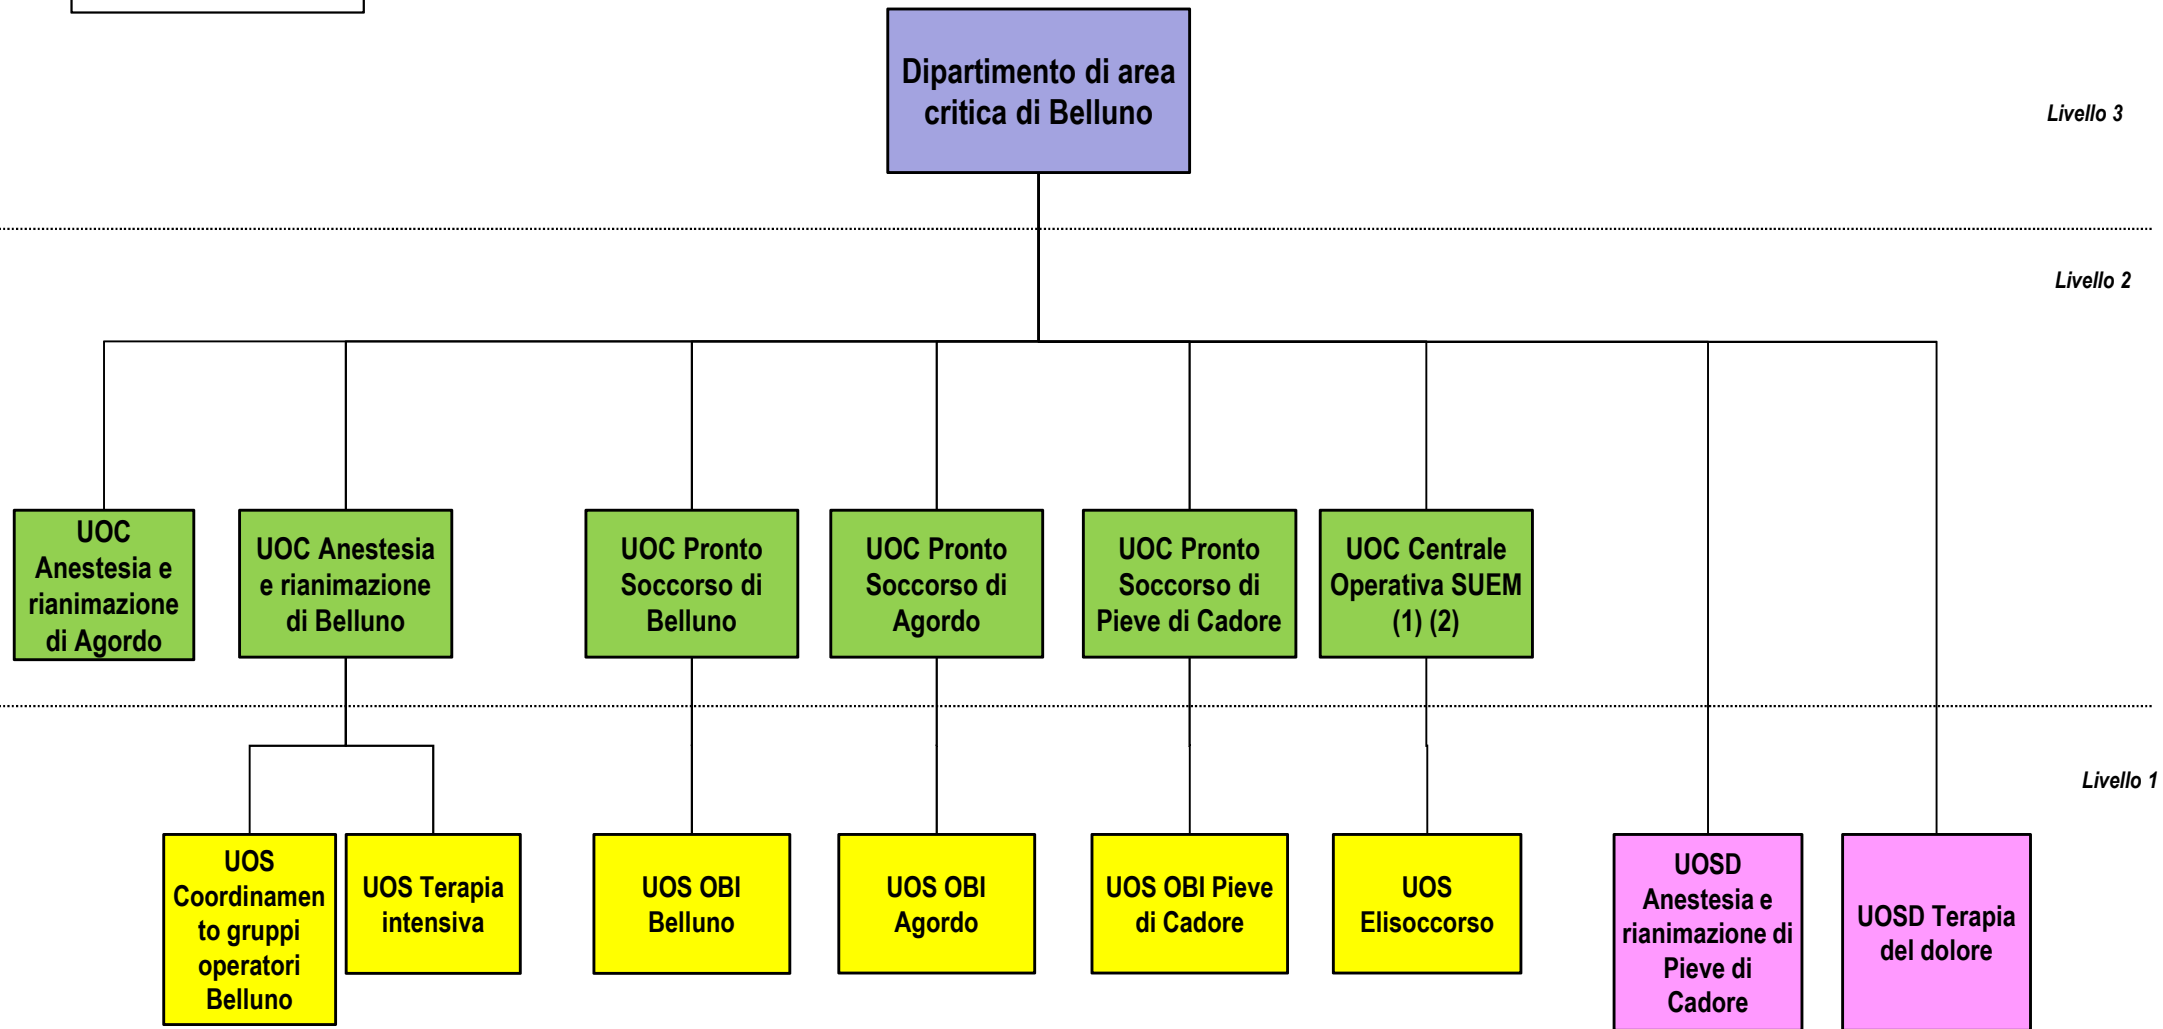 Dipartimento di area
critica di Belluno
Livello 3
Livello 2
UOC
Anestesia e
rianimazione
di Agordo
UOC Anestesia
e rianimazione
di Belluno
UOC Pronto
Soccorso di
Belluno
UOC Pronto
Soccorso di
Agordo
UOC Pronto
Soccorso di
Pieve di Cadore
UOC Centrale
Operativa SUEM
(1) (2)
Livello 1
UOS
Coordinamen
to gruppi
operatori
Belluno
UOS Terapia
intensiva
UOS OBI
Belluno
UOS OBI
Agordo
UOS OBI Pieve
di Cadore
UOS
Elisoccorso
UOSD
Anestesia e
rianimazione di
Pieve di
Cadore
UOSD Terapia
del dolore